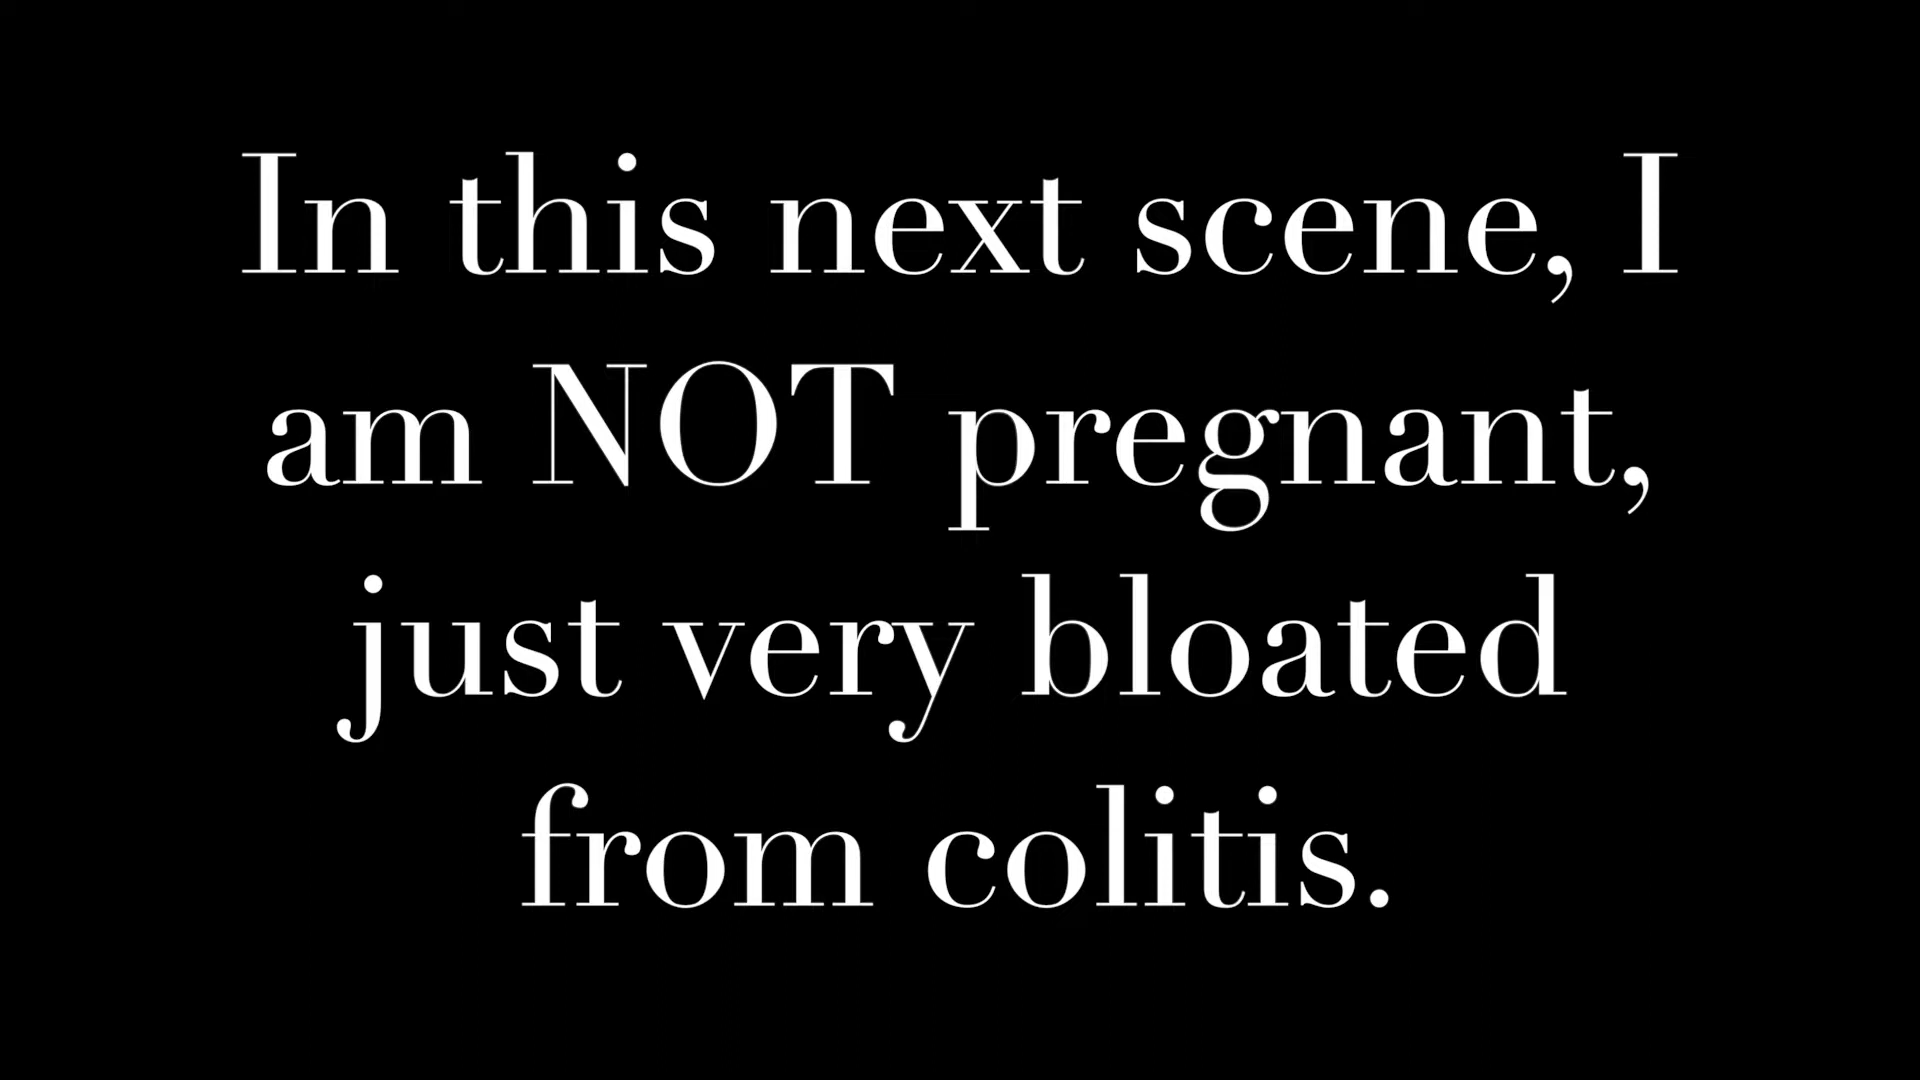 In this next scene, I
am NOT pregnant,
just very bloated
from colitis.